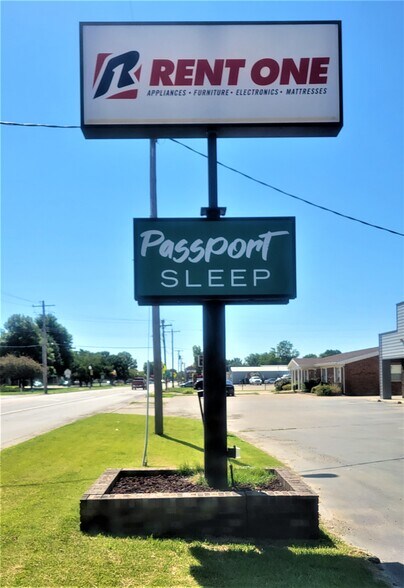 RENT ONE
APPLIANCES • FURNITURE • ELECTRONICS • MATTRESSES
Passport
SLEEP